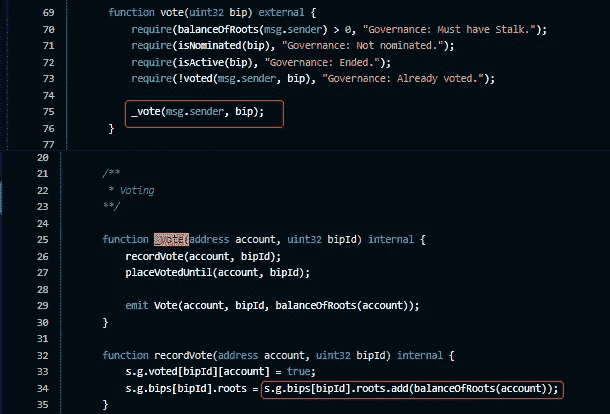 69 function vote(uint32 bip) external {
70 require(balanceOfRoots(msg.sender) > 0, "Governance: Must have Stalk.");
71 require(isNominated(bip), "Governance: Not nominated.");
72 require(isActive(bip), "Governance: Ended.");
73 require(!voted(msg.sender, bip), "Governance: Already voted.");
74
75 _vote(msg.sender, bip);
76 }
77
20
21 /**
22 * Voting
23 **/
24
25 function _vote(address account, uint32 bipId) internal {
26 recordVote(account, bipId);
27 placeVotedUntil(account, bipId);
28
29 emit Vote(account, bipId, balanceOfRoots(account));
30 }
31
32 function recordVote(address account, uint32 bipId) internal {
33 s.g.voted[bipId][account] = true;
34 s.g.bips[bipId].roots = s.g.bips[bipId].roots.add(balanceOfRoots(account));
35 }